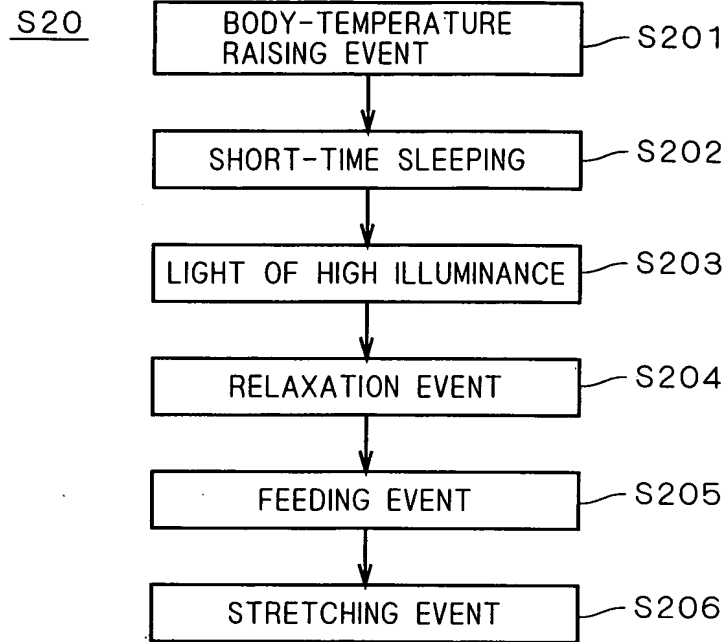 S20
BODY-TEMPERATURE
RAISING EVENT
S201
SHORT-TIME SLEEPING
S202
LIGHT OF HIGH ILLUMINANCE
S203
RELAXATION EVENT
S204
FEEDING EVENT
S205
STRETCHING EVENT
S206